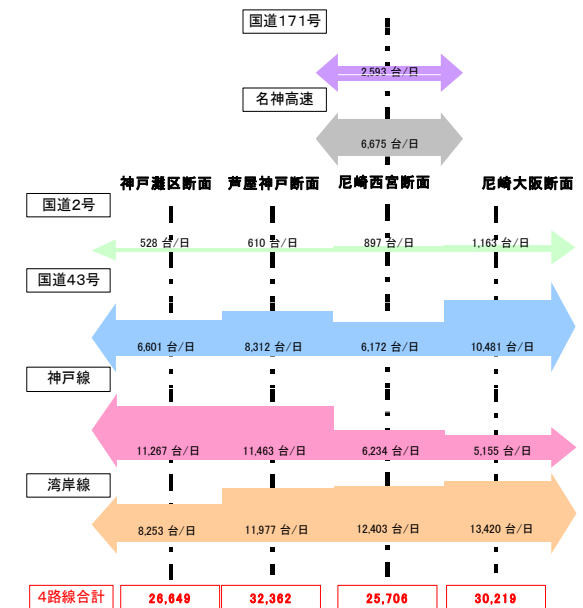 国道171号
2,593 台/日
名神高速
6,675 台/日
神戸灘区断面 芦屋神戸断面 尼崎西宮断面 尼崎大阪断面
国道2号
528 台/日 610 台/日 897 台/日 1,163 台/日
国道43号
6,601 台/日 8,312 台/日 6,172 台/日 10,481 台/日
神戸線
11,267 台/日 11,463 台/日 6,234 台/日 5,155 台/日
湾岸線
8,253 台/日 11,977 台/日 12,403 台/日 13,420 台/日
4路線合計 26,649 32,362 25,706 30,219